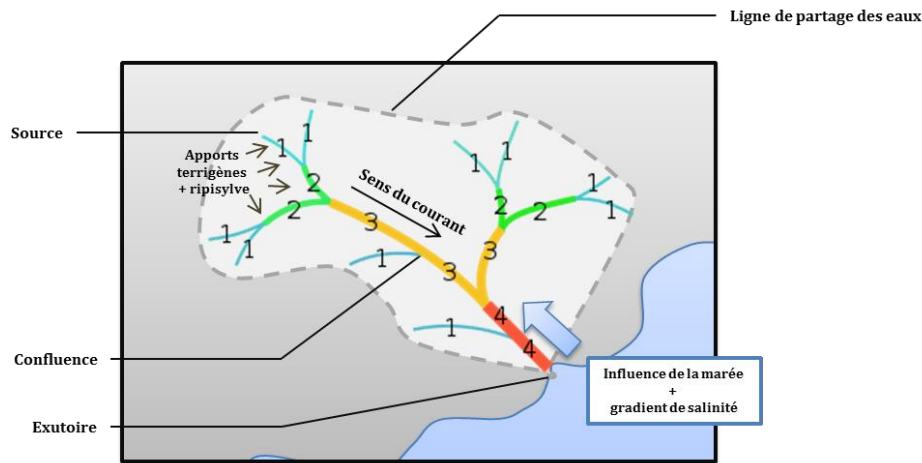 Ligne de partage des eaux
Source
1
1
1
1
1
1
Apports
terrigènes
+ ripisylve
2
2
Sens du
courant
2
2
1
1
1
1
3
3
3
1
1
4
4
Confluence
Influence de la marée
+
gradient de salinité
Exutoire